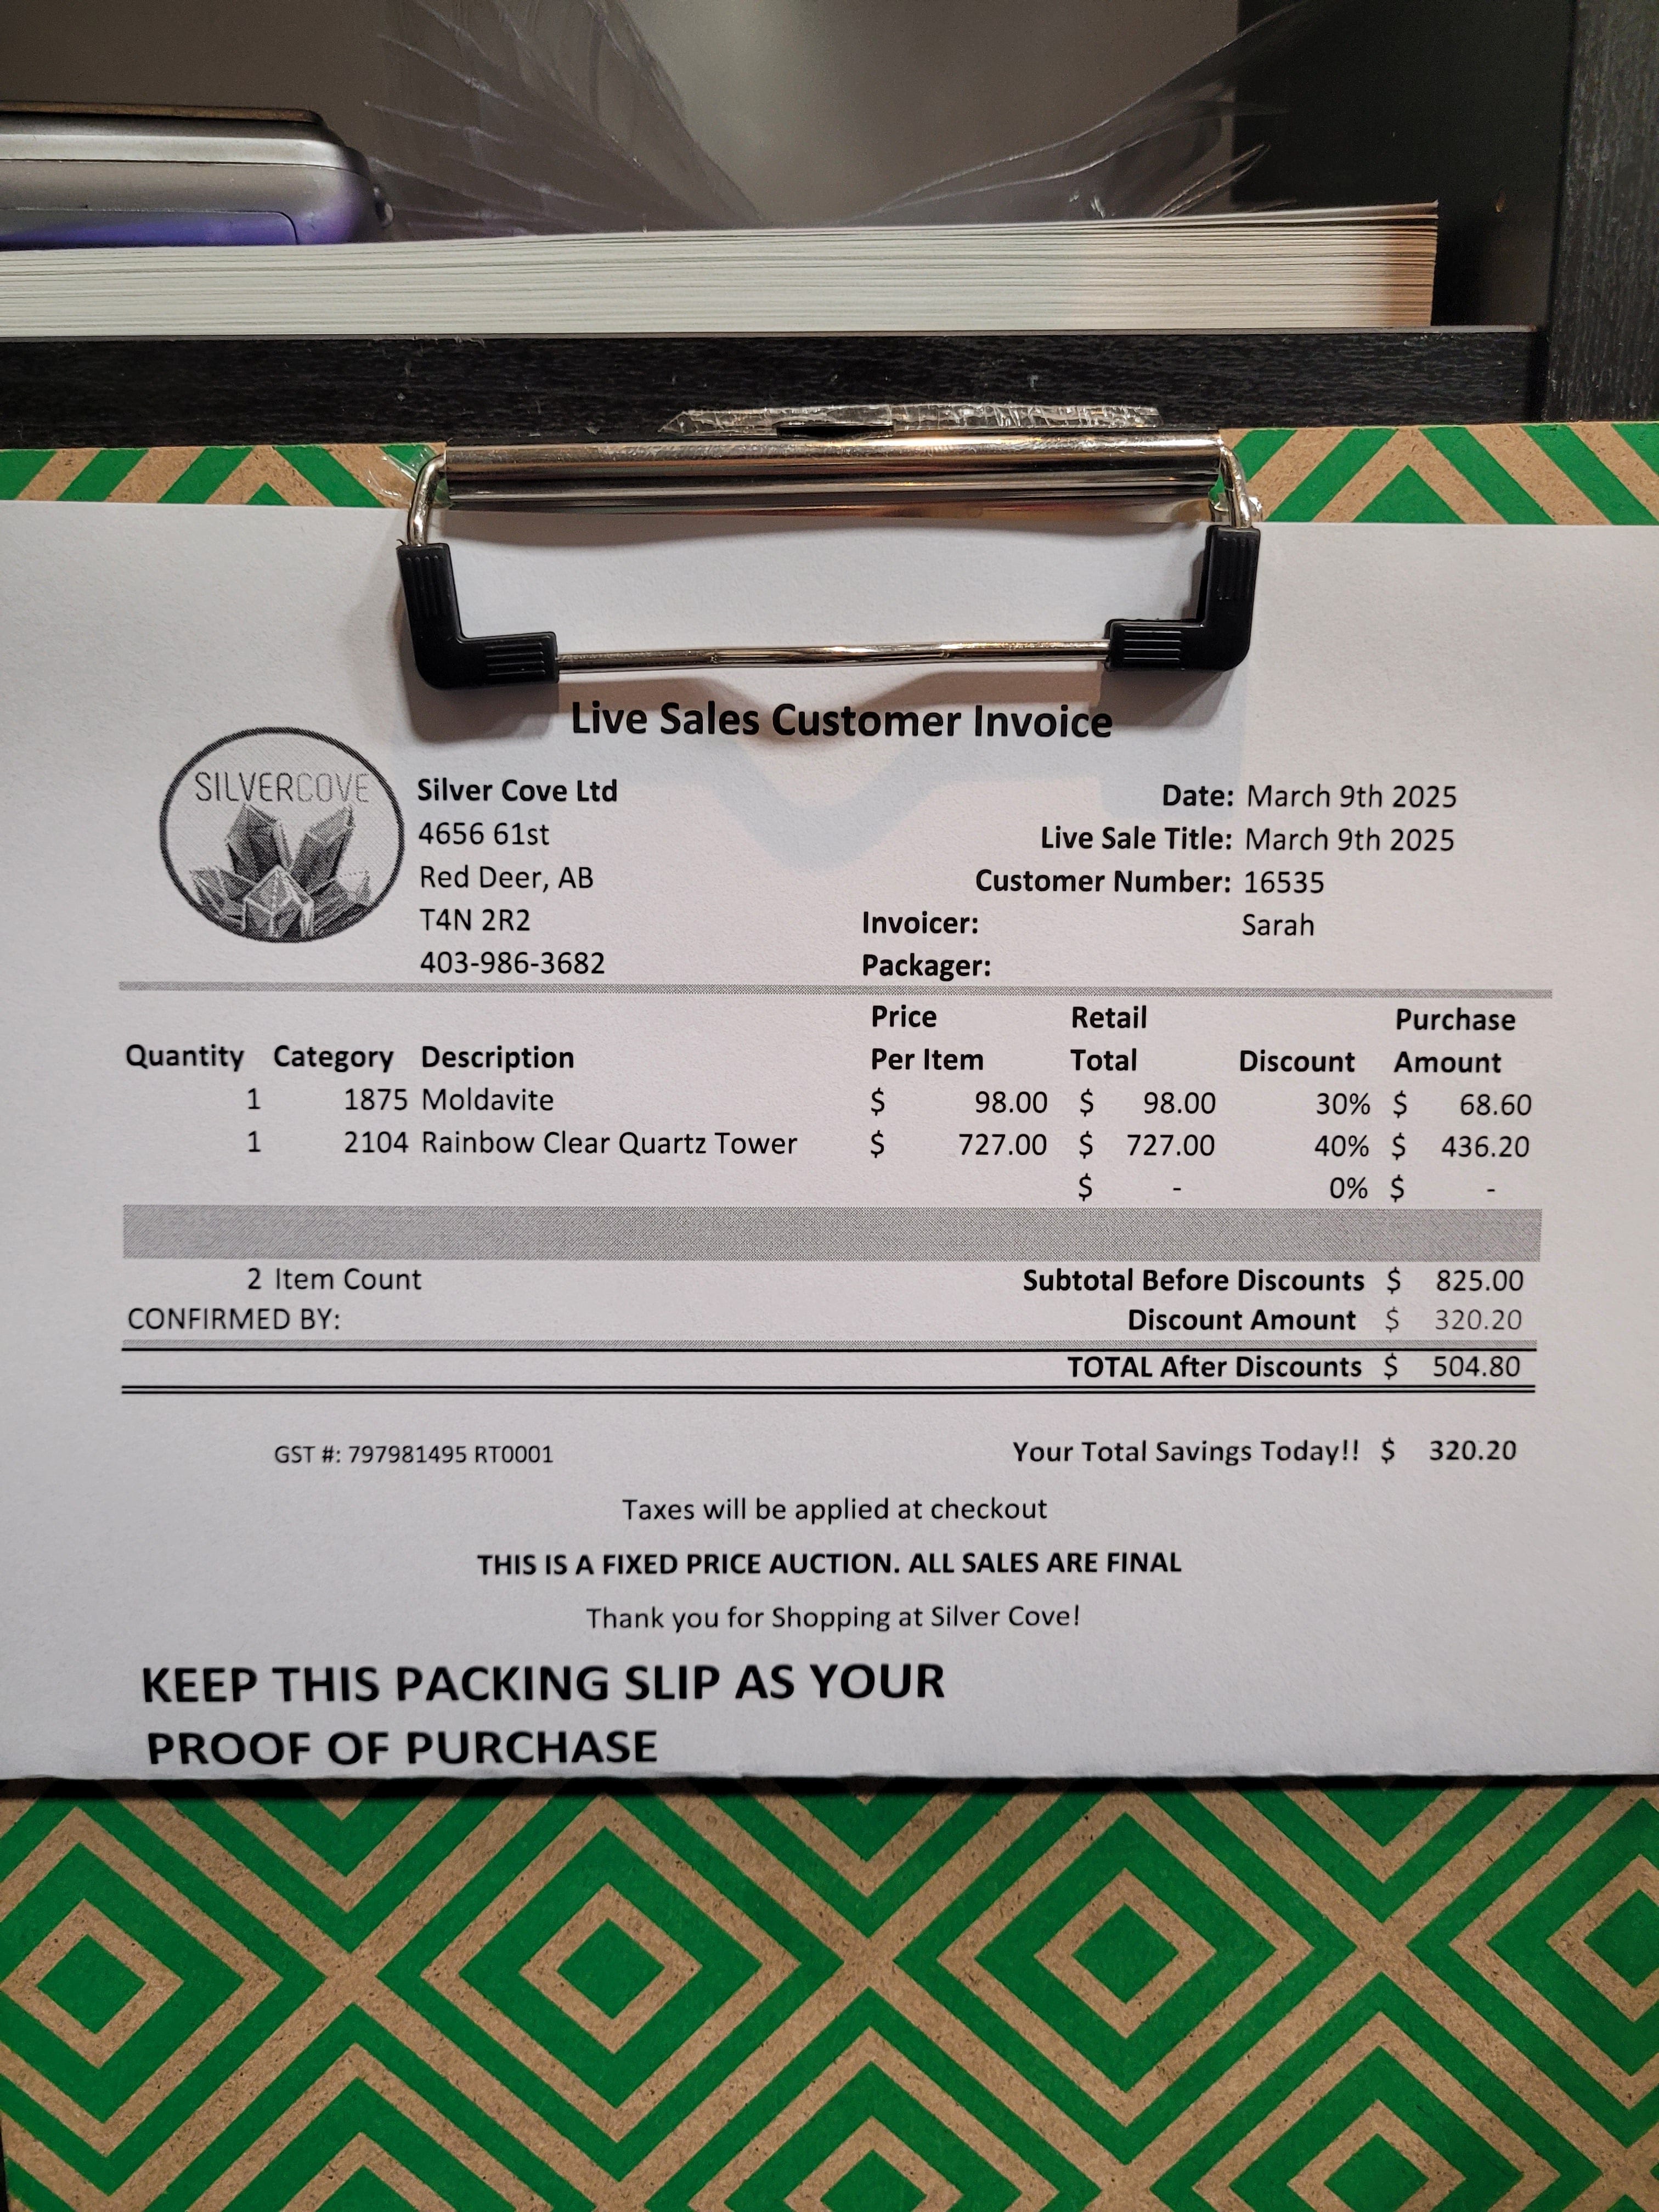 Live Sales Customer Invoice
SILVERCOVE
Silver Cove Ltd
4656 61st
Red Deer, AB
T4N 2R2
403-986-3682
Date: March 9th 2025
Live Sale Title: March 9th 2025
Customer Number: 16535
Invoicer: Sarah
Packager:
Price Retail Purchase
Quantity Category Description Per Item Total Discount Amount
1 1875 Moldavite $ 98.00 $ 98.00 30% $ 68.60
1 2104 Rainbow Clear Quartz Tower $ 727.00 $ 727.00 40% $ 436.20
$ - 0% $ -
2 Item Count Subtotal Before Discounts $ 825.00
CONFIRMED BY: Discount Amount $ 320.20
TOTAL After Discounts $ 504.80
GST #: 797981495 RT0001 Your Total Savings Today!! $ 320.20
Taxes will be applied at checkout
THIS IS A FIXED PRICE AUCTION. ALL SALES ARE FINAL
Thank you for Shopping at Silver Cove!
KEEP THIS PACKING SLIP AS YOUR
PROOF OF PURCHASE